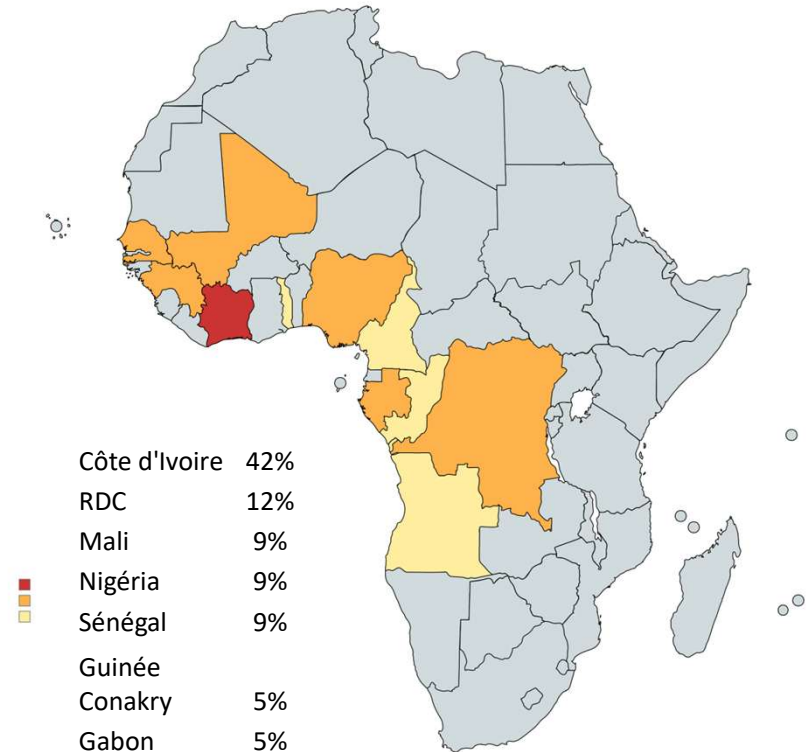 Côte d'Ivoire 42%
RDC 12%
Mali 9%
Nigéria 9%
Sénégal 9%
Guinée
Conakry 5%
Gabon 5%